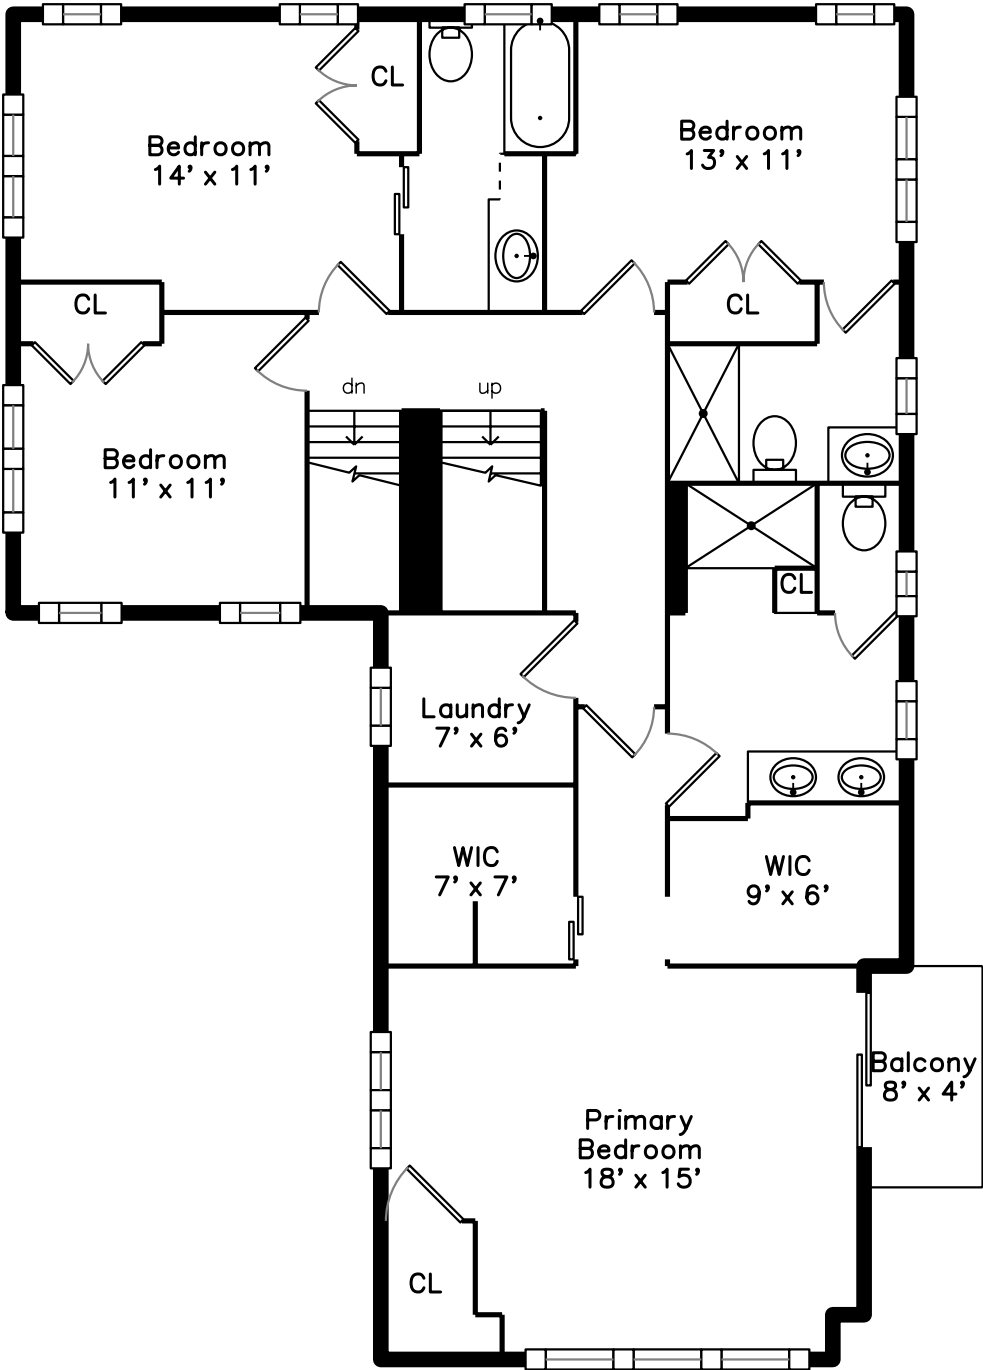 CL
Bedroom
14' x 11'
Bedroom
13' x 11'
CL
CL
dn
up
Bedroom
11' x 11'
CL
Laundry
7' x 6'
WIC
7' x 7'
WIC
9' x 6'
Balcony
8' x 4'
Primary
Bedroom
18' x 15'
CL